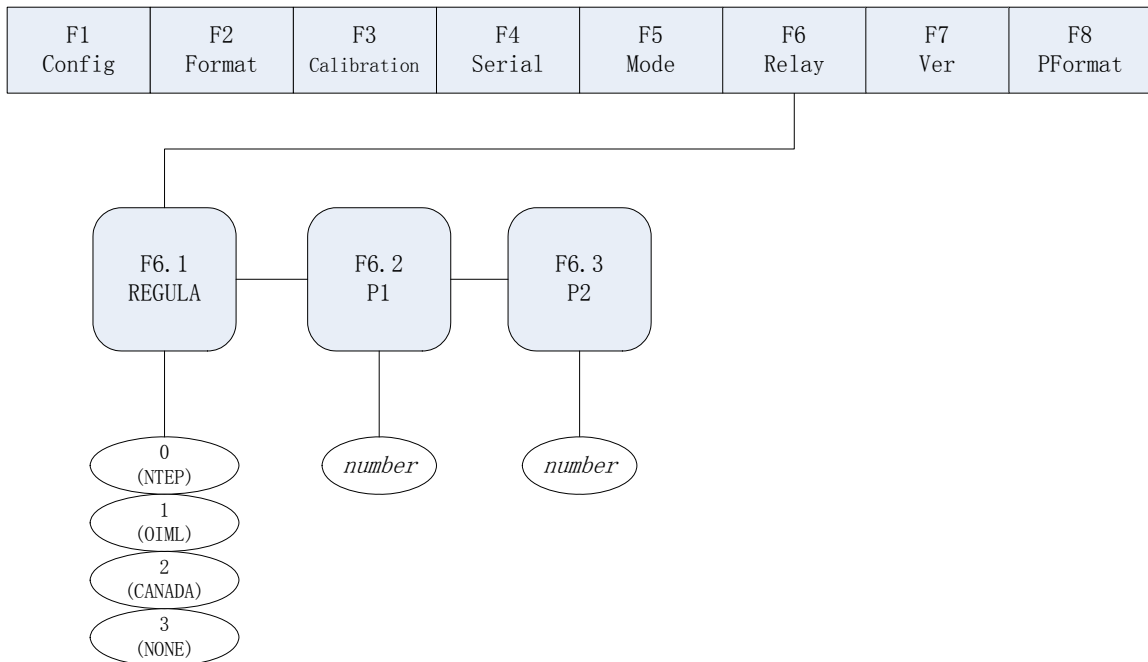 F1
Config
F2
Format
F3
Calibration
F4
Serial
F5
Mode
F6
Relay
F7
Ver
F8
PFormat
F6.1
REGULA
F6.2
P1
F6.3
P2
0
(NTEP)
1
(OIML)
2
(CANADA)
3
(NONE)
number
number